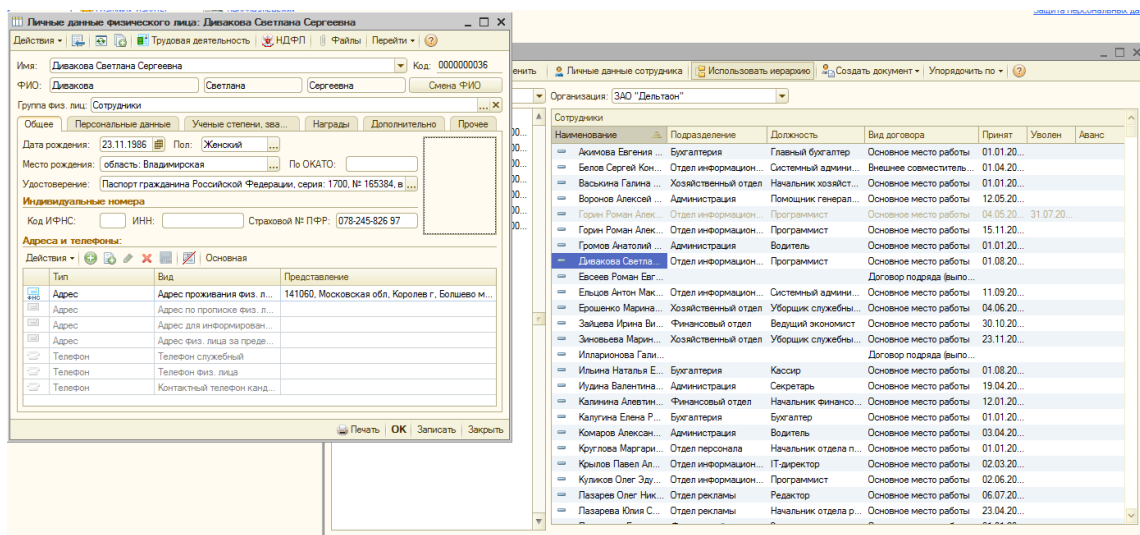 Защита персональных да
Личные данные физического лица: Дивакова Светлана Сергеевна
Действия Трудовая деятельность НДФЛ Файлы Перейти
Имя: Дивакова Светлана Сергеевна Код: 0000000036
ФИО: Дивакова Светлана Сергеевна Смена ФИО
Группа физ. лиц: Сотрудники ... X
Общее Персональные данные Ученые степени, зва... Награды Дополнительно Прочее
Дата рождения: 23.11.1986 Пол: Женский ...
Место рождения: область: Владимирская ... По ОКАТО:
Удостоверение: Паспорт гражданина Российской Федерации, серия: 1700, № 165384, в ...
Индивидуальные номера
Код ИФНС: ИНН: Страховой № ПФР: 078-245-826 97
Адреса и телефоны:
Действия Основная
Тип Вид Представление
ФНС Адрес Адрес проживания физ. л... 141060, Московская обл, Королев г, Болшево м...
Адрес Адрес по прописке физ. л...
Адрес Адрес для информирован...
Адрес Адрес физ. лица за преде...
Телефон Телефон служебный
Телефон Телефон физ. лица
Телефон Контактный телефон канд...
Печать OK Записать Закрыть
енить Личные данные сотрудника Использовать иерархию Создать документ Упорядочить по
Организация: ЗАО "Дельтаон"
Сотрудники
Наименование Подразделение Должность Вид договора Принят Уволен Аванс
Акимова Евгения ... Бухгалтерия Главный бухгалтер Основное место работы 01.01.20...
Белов Сергей Кон... Отдел информацион... Системный админи... Внешнее совместитель... 01.04.20...
Васькина Галина ... Хозяйственный отдел Начальник хозяйст... Основное место работы 01.01.20...
Воронов Алексей ... Администрация Помощник генерал... Основное место работы 12.05.20...
Горин Роман Алек... Отдел информацион... Программист Основное место работы 04.05.20... 31.07.20...
Горин Роман Алек... Отдел информацион... Программист Основное место работы 15.11.20...
Громов Анатолий ... Администрация Водитель Основное место работы 01.01.20...
Дивакова Светла... Отдел информацион... Программист Основное место работы 01.08.20...
Евсеев Роман Евг... Договор подряда (выпо...
Ельцов Антон Мак... Отдел информацион... Системный админи... Основное место работы 11.09.20...
Ерошенко Марина... Хозяйственный отдел Уборщик служебны... Основное место работы 04.06.20...
Зайцева Ирина Ви... Финансовый отдел Ведущий экономист Основное место работы 30.10.20...
Зиновьева Марин... Хозяйственный отдел Уборщик служебны... Основное место работы 23.11.20...
Илларионова Гали... Договор подряда (выпо...
Ильина Наталья Е... Бухгалтерия Кассир Основное место работы 01.08.20...
Иудина Валентина... Администрация Секретарь Основное место работы 19.04.20...
Калинина Алевтин... Финансовый отдел Начальник финансо... Основное место работы 12.01.20...
Калугина Елена Р... Бухгалтерия Бухгалтер Основное место работы 01.01.20...
Комаров Алексан... Администрация Водитель Основное место работы 03.04.20...
Круглова Маргари... Отдел персонала Начальник отдела п... Основное место работы 01.01.20...
Крылов Павел Ал... Отдел информацион... IT-директор Основное место работы 02.03.20...
Куликов Олег Эду... Отдел информацион... Программист Основное место работы 02.06.20...
Лазарев Олег Ник... Отдел рекламы Редактор Основное место работы 06.07.20...
Лазарева Юлия С... Отдел рекламы Начальник отдела р... Основное место работы 23.04.20...